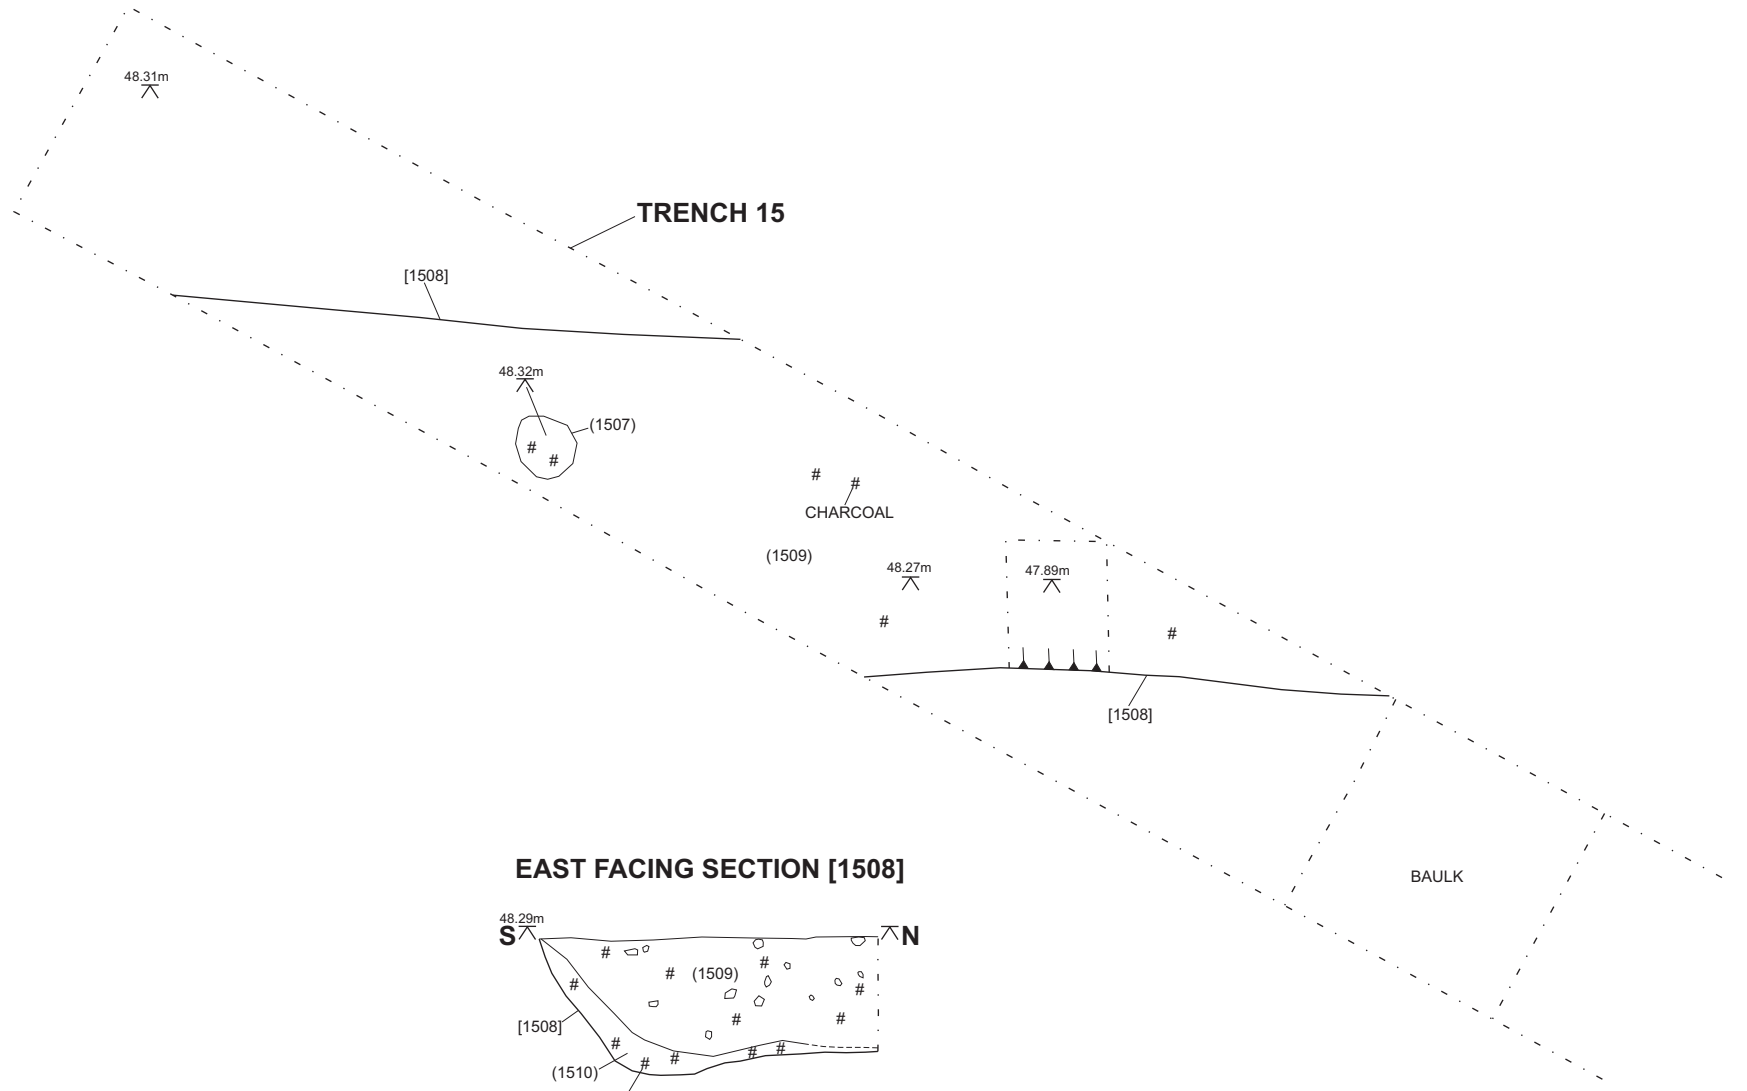 48.31m
TRENCH 15
[1508]
48.32m
(1507)
#
#
#
#
CHARCOAL
(1509)
48.27m
47.89m
#
#
[1508]
BAULK
EAST FACING SECTION [1508]
48.29m
S N
#
#
#
(1509)
#
#
#
#
#
[1508]
#
#
#
#
#
(1510)